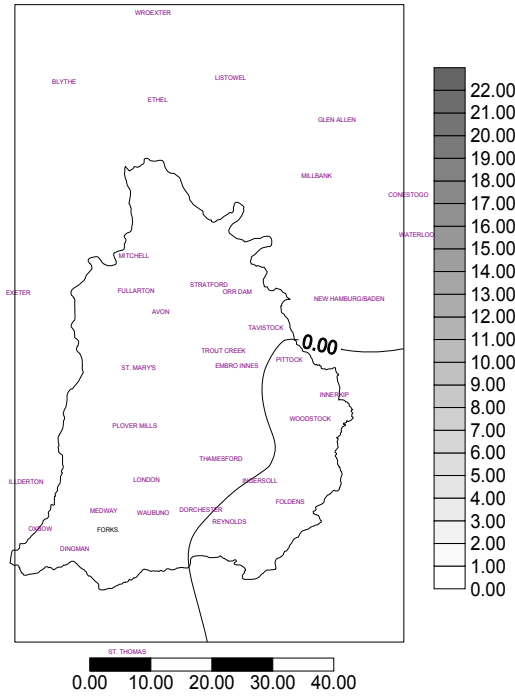 WROEXTER
BLYTHE
LISTOWEL
ETHEL
GLEN ALLEN
MILLBANK
CONESTOGO
WATERLOO
MITCHELL
EXETER
FULLARTON
STRATFORD
ORR DAM
NEW HAMBURG/BADEN
AVON
TAVISTOCK
0.00
TROUT CREEK
PITTOCK
ST. MARY'S
EMBRO INNES
INNERKIP
WOODSTOCK
PLOVER MILLS
THAMESFORD
ILLDERTON
LONDON
INGERSOLL
FOLDENS
MEDWAY
WAUBUNO
DORCHESTER
REYNOLDS
OXBOW
FORKS
DINGMAN
ST. THOMAS
0.00 10.00 20.00 30.00 40.00
22.00
21.00
20.00
19.00
18.00
17.00
16.00
15.00
14.00
13.00
12.00
11.00
10.00
9.00
8.00
7.00
6.00
5.00
4.00
3.00
2.00
1.00
0.00